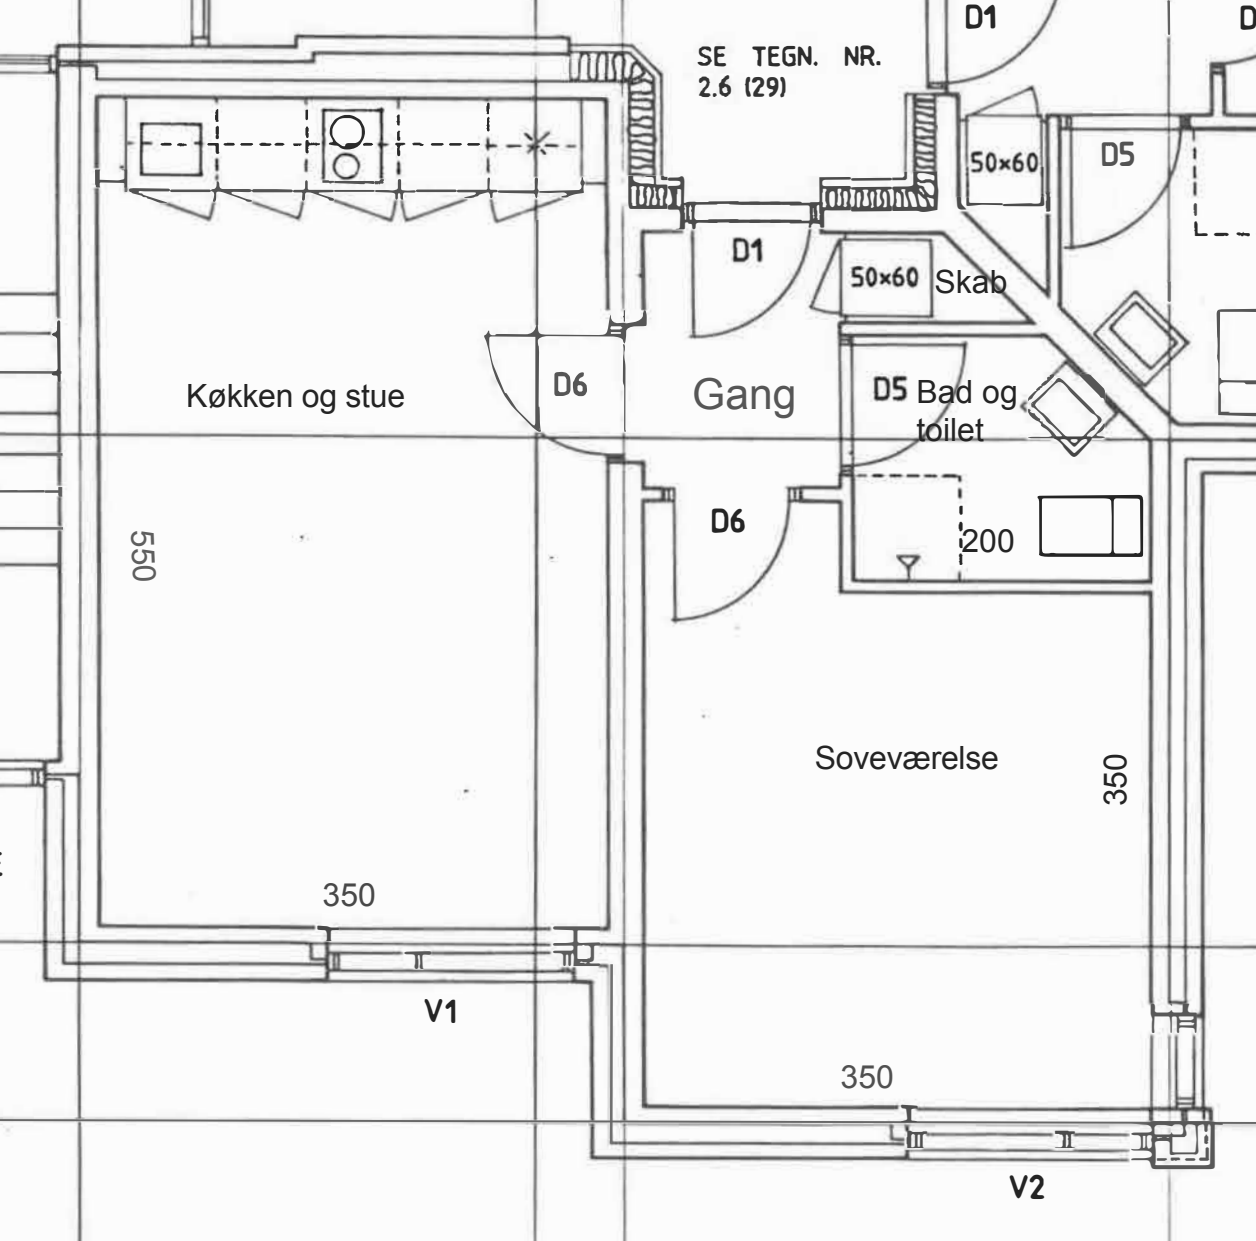 D1
D
SE TEGN. NR.
2.6 (29)
50×60
D5
D1
50×60
Skab
Køkken og stue
D6
Gang
D5
Bad og
toilet
550
D6
200
Soveværelse
350
350
V1
350
V2